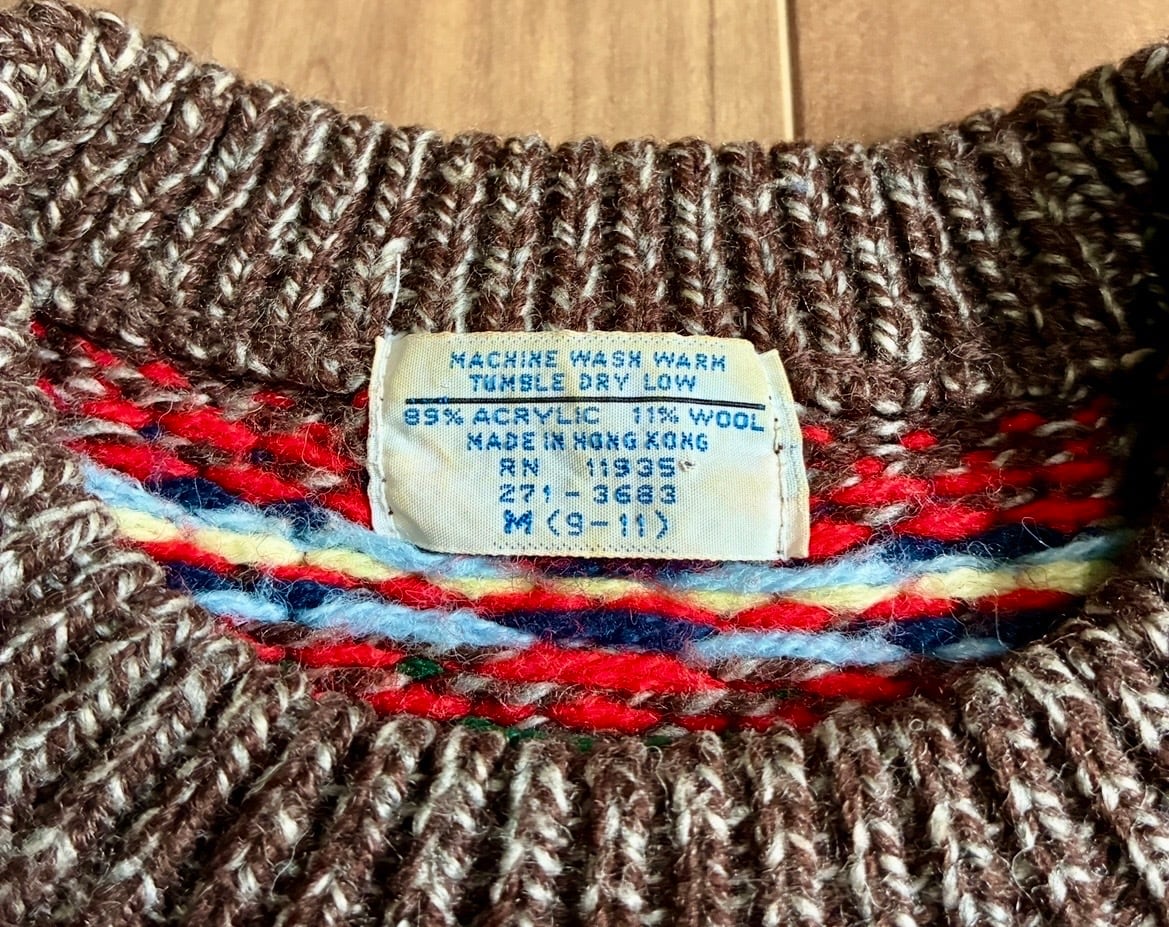 MACHINE WASH WARM
TUMBLE DRY LOW
89% ACRYLIC 11% WOOL
MADE IN HONG KONG
RN 11935
271-3683
M (9-11)